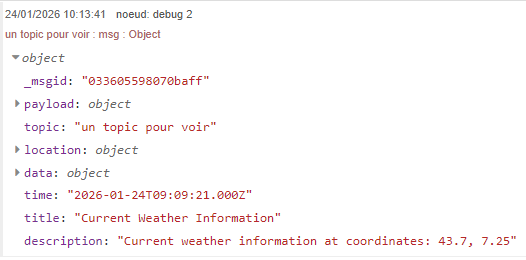 24/01/2026 10:13:41 noeud: debug 2
un topic pour voir : msg : Object
object
_msgid: "033605598070baff"
payload: object
topic: "un topic pour voir"
location: object
data: object
time: "2026-01-24T09:09:21.000Z"
title: "Current Weather Information"
description: "Current weather information at coordinates: 43.7, 7.25"